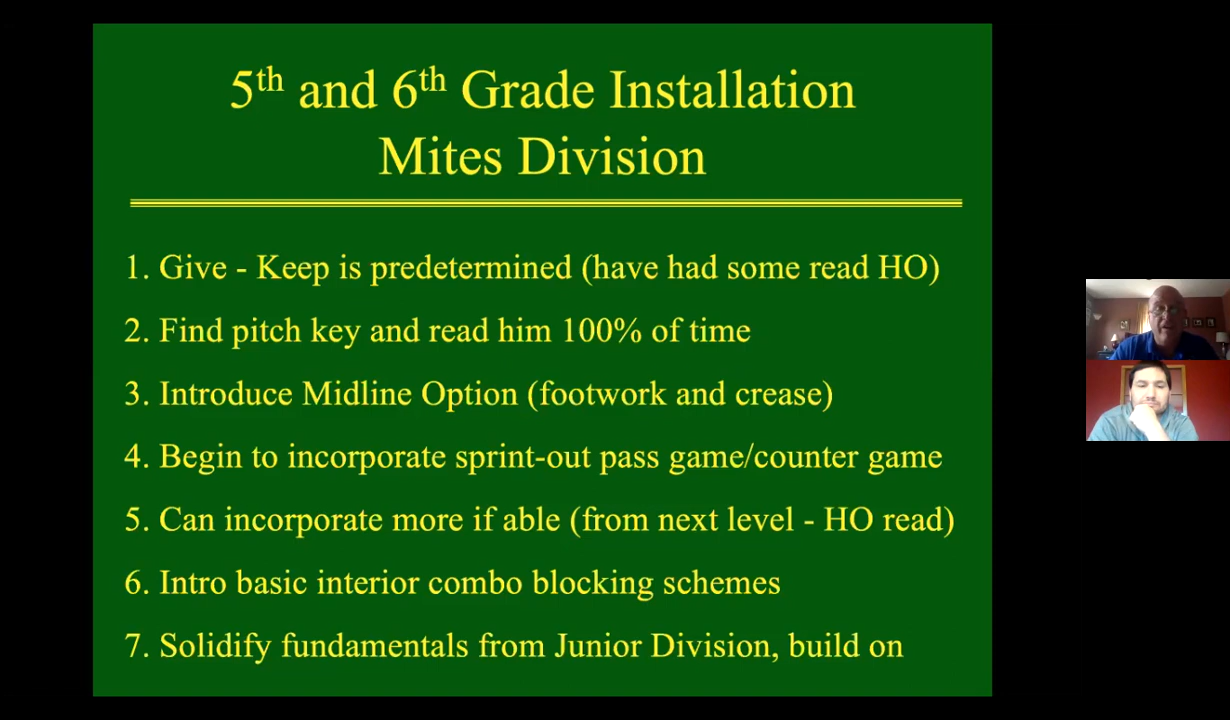 5th and 6th Grade Installation
Mites Division
1. Give - Keep is predetermined (have had some read HO)
2. Find pitch key and read him 100% of time
3. Introduce Midline Option (footwork and crease)
4. Begin to incorporate sprint-out pass game/counter game
5. Can incorporate more if able (from next level - HO read)
6. Intro basic interior combo blocking schemes
7. Solidify fundamentals from Junior Division, build on